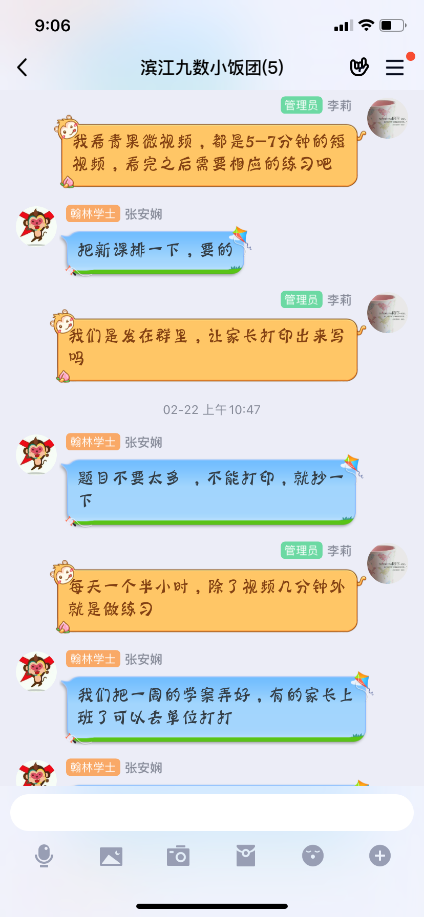 9:06
滨江九数小饭团(5)
管理员 李莉
我看青果微视频，都是5-7分钟的短
视频，看完之后需要相应的练习吧
翰林学士 张安娴
把新课排一下，要的
管理员 李莉
我们是发在群里，让家长打印出来写
吗
02-22 上午10:47
翰林学士 张安娴
题目不要太多 ，不能打印，就抄一
下
管理员 李莉
每天一个半小时，除了视频几分钟外
就是做练习
翰林学士 张安娴
我们把一周的学案弄好，有的家长上
班了可以去单位打打
翰林学士 张安娴